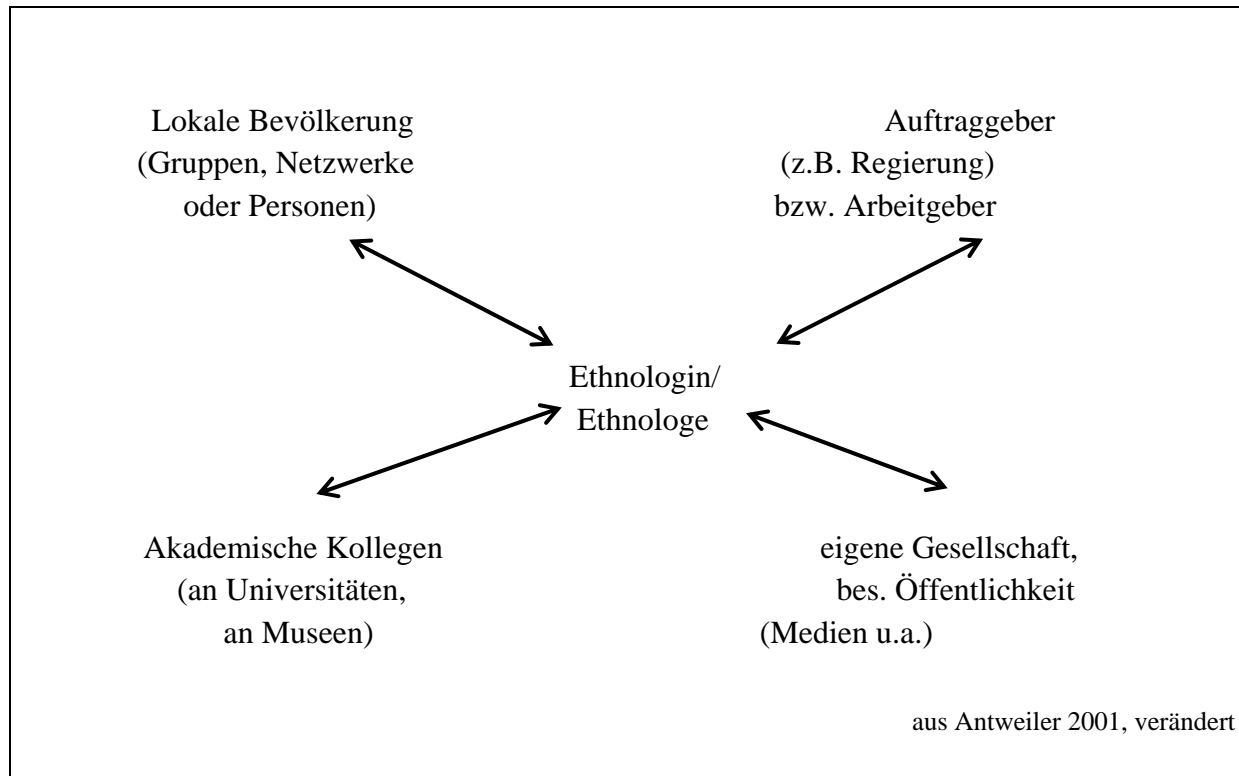 Lokale Bevölkerung
(Gruppen, Netzwerke
oder Personen)
Auftraggeber
(z.B. Regierung)
bzw. Arbeitgeber
Ethnologin/
Ethnologe
Akademische Kollegen
(an Universitäten,
an Museen)
eigene Gesellschaft,
bes. Öffentlichkeit
(Medien u.a.)
aus Antweiler 2001, verändert